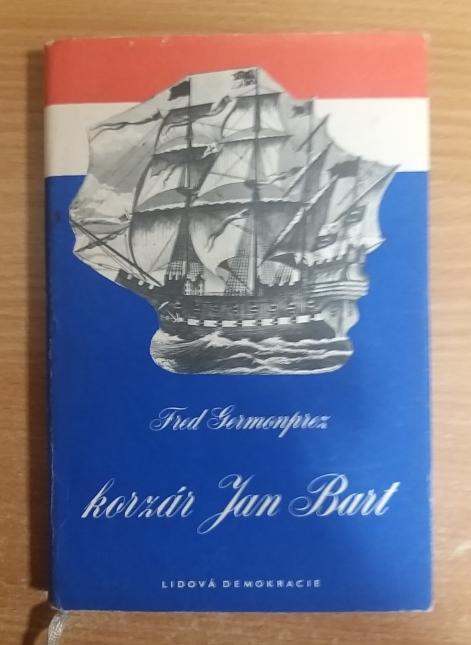 Fred Germonprez
korzár Jan Bart
LIDOVÁ DEMOKRACIE